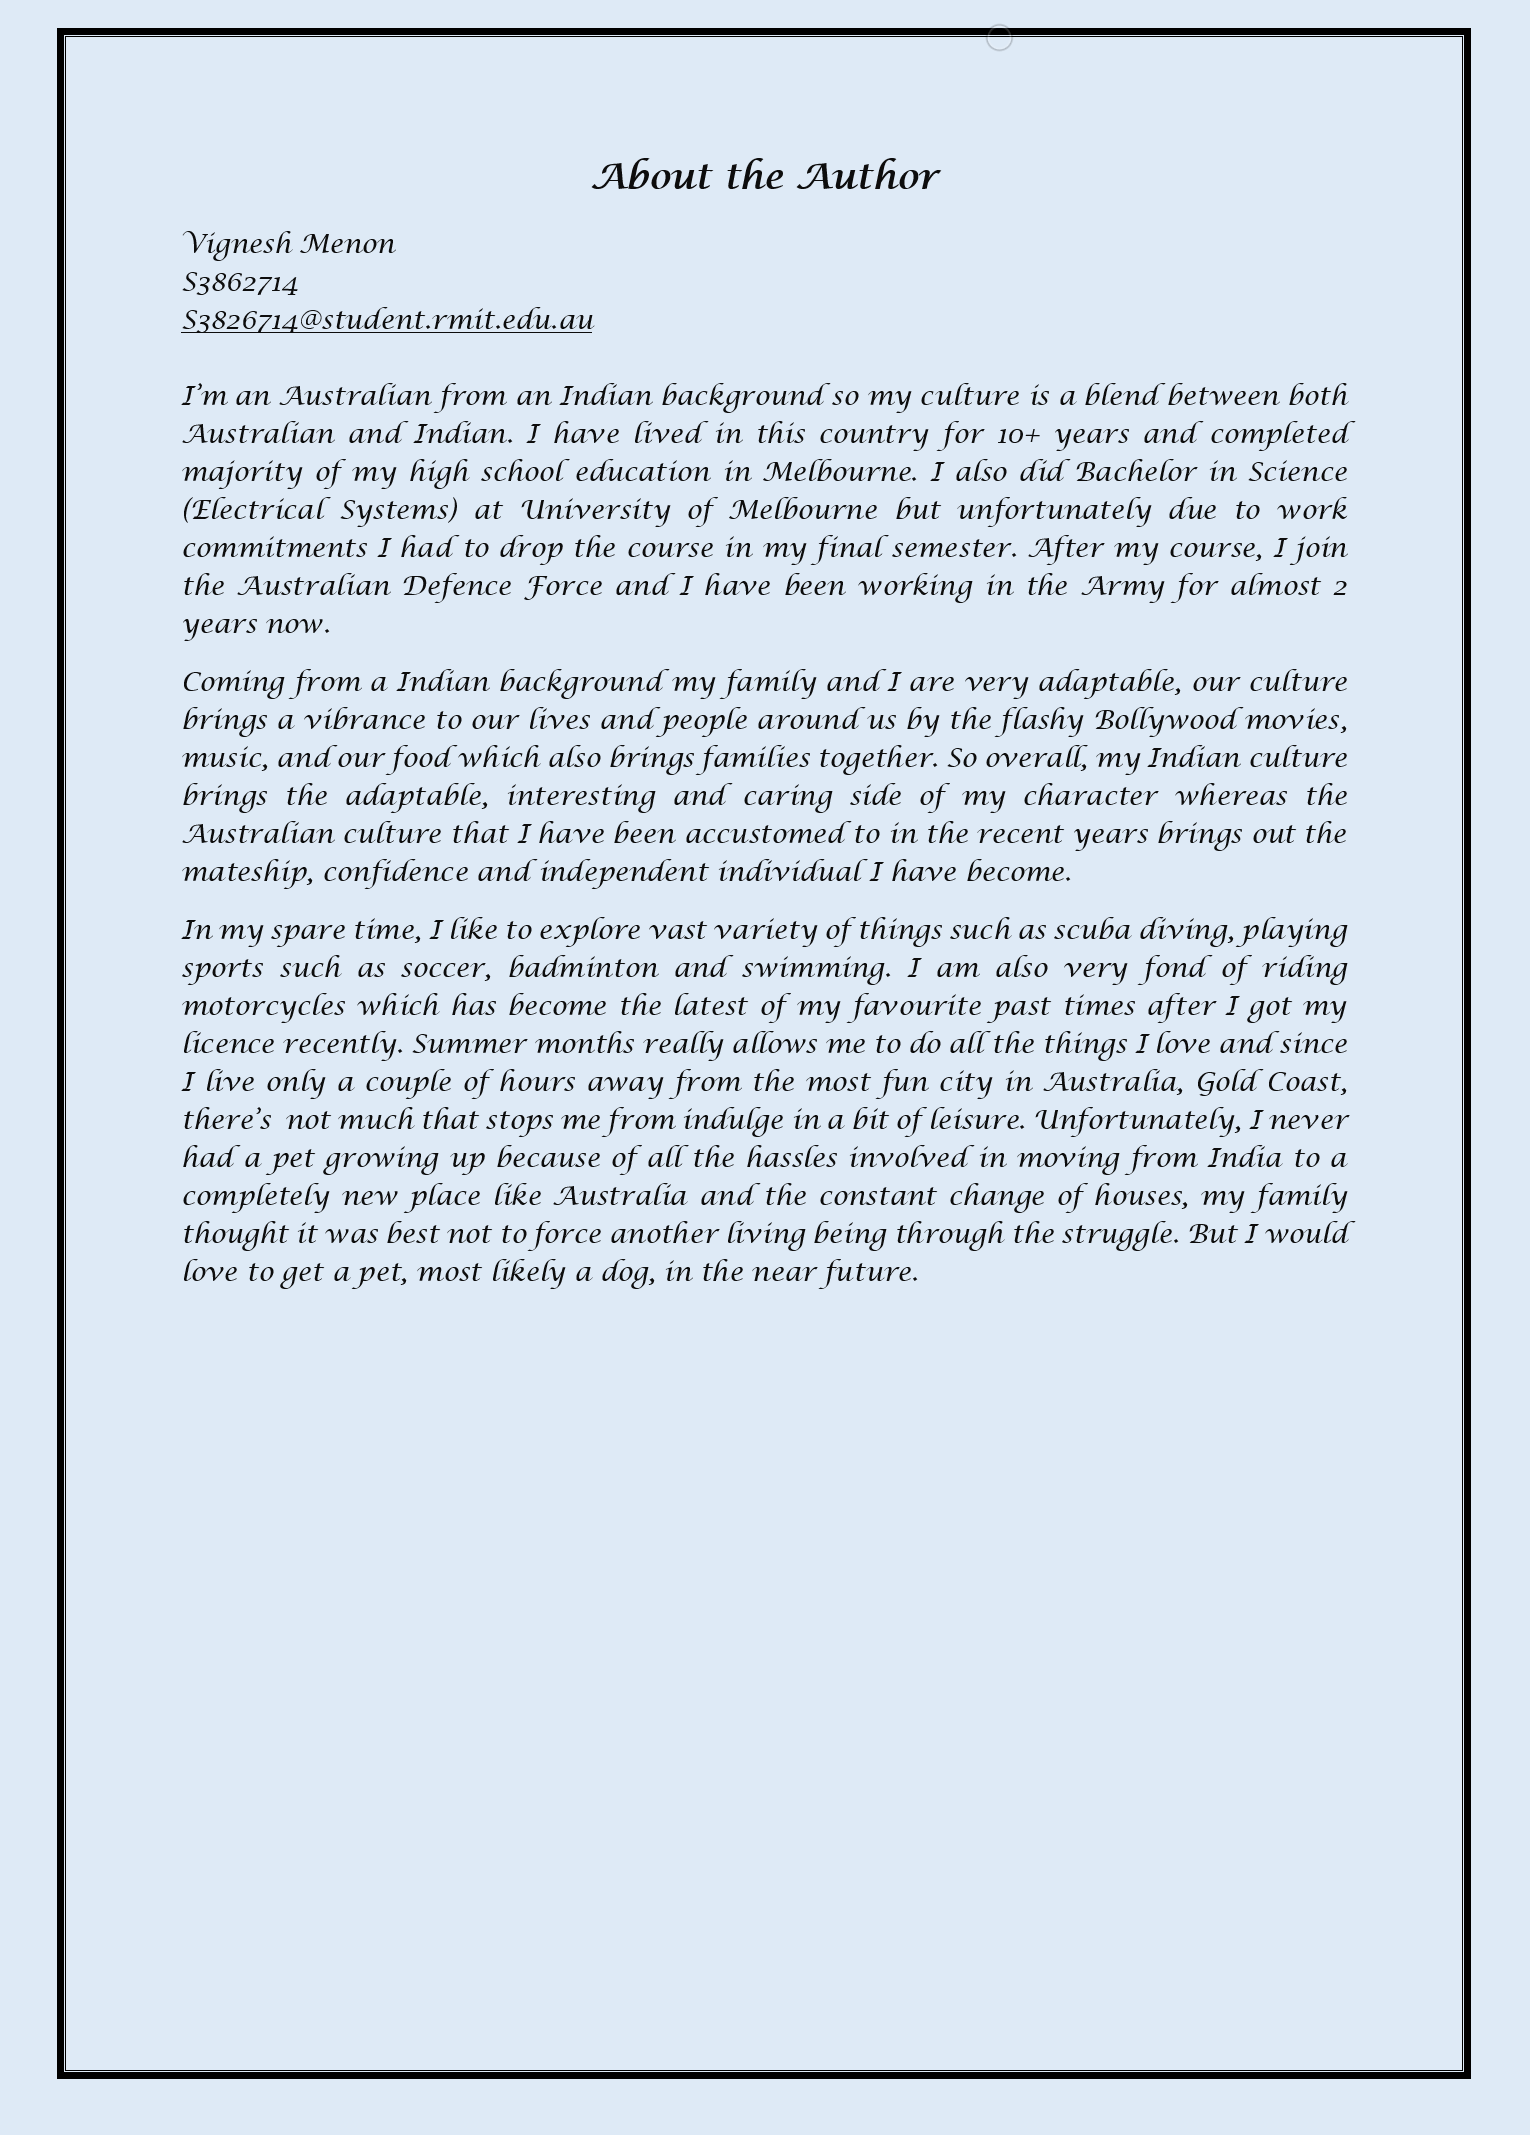 About the Author
Vignesh Menon
S3862714
S3826714@student.rmit.edu.au
I'm an Australian from an Indian background so my culture is a blend between both
Australian and Indian. I have lived in this country for 10+ years and completed
majority of my high school education in Melbourne. I also did Bachelor in Science
(Electrical Systems) at University of Melbourne but unfortunately due to work
commitments I had to drop the course in my final semester. After my course, I join
the Australian Defence Force and I have been working in the Army for almost 2
years now.
Coming from a Indian background my family and I are very adaptable, our culture
brings a vibrance to our lives and people around us by the flashy Bollywood movies,
music, and our food which also brings families together. So overall, my Indian culture
brings the adaptable, interesting and caring side of my character whereas the
Australian culture that I have been accustomed to in the recent years brings out the
mateship, confidence and independent individual I have become.
In my spare time, I like to explore vast variety of things such as scuba diving, playing
sports such as soccer, badminton and swimming. I am also very fond of riding
motorcycles which has become the latest of my favourite past times after I got my
licence recently. Summer months really allows me to do all the things I love and since
I live only a couple of hours away from the most fun city in Australia, Gold Coast,
there's not much that stops me from indulge in a bit of leisure. Unfortunately, I never
had a pet growing up because of all the hassles involved in moving from India to a
completely new place like Australia and the constant change of houses, my family
thought it was best not to force another living being through the struggle. But I would
love to get a pet, most likely a dog, in the near future.